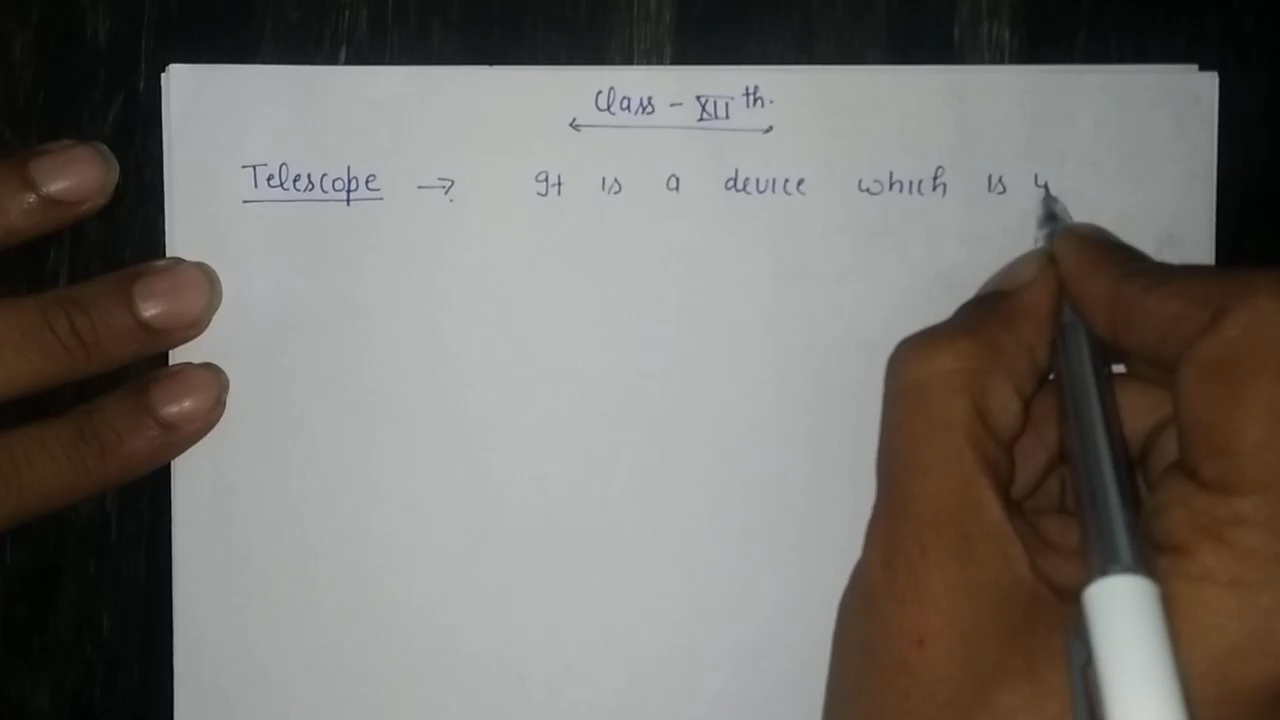 Class - XII th.
Telescope → It is a device which is